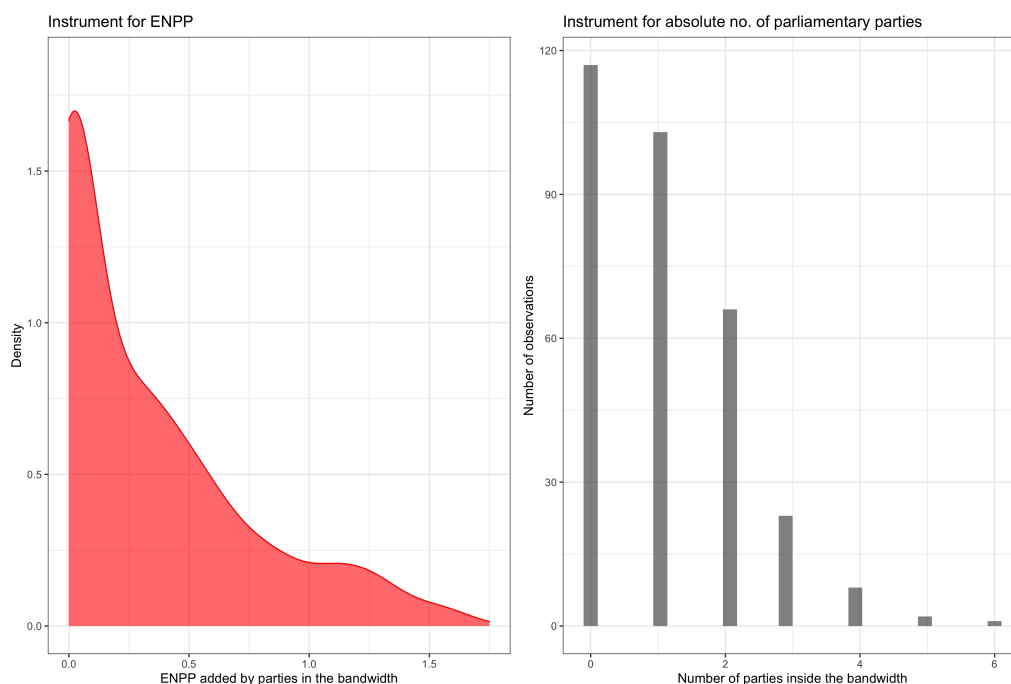 Instrument for ENPP
Density
1.5
1.0
0.5
0.0
0.0 0.5 1.0 1.5
ENPP added by parties in the bandwidth
Instrument for absolute no. of parliamentary parties
Number of observations
120
90
60
30
0
0 2 4 6
Number of parties inside the bandwidth